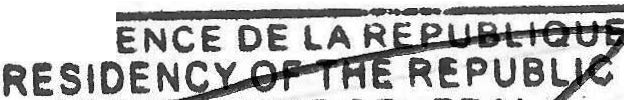 ENCE DE LA REPUBLIQUE
RESIDENCY OF THE REPUBLIC